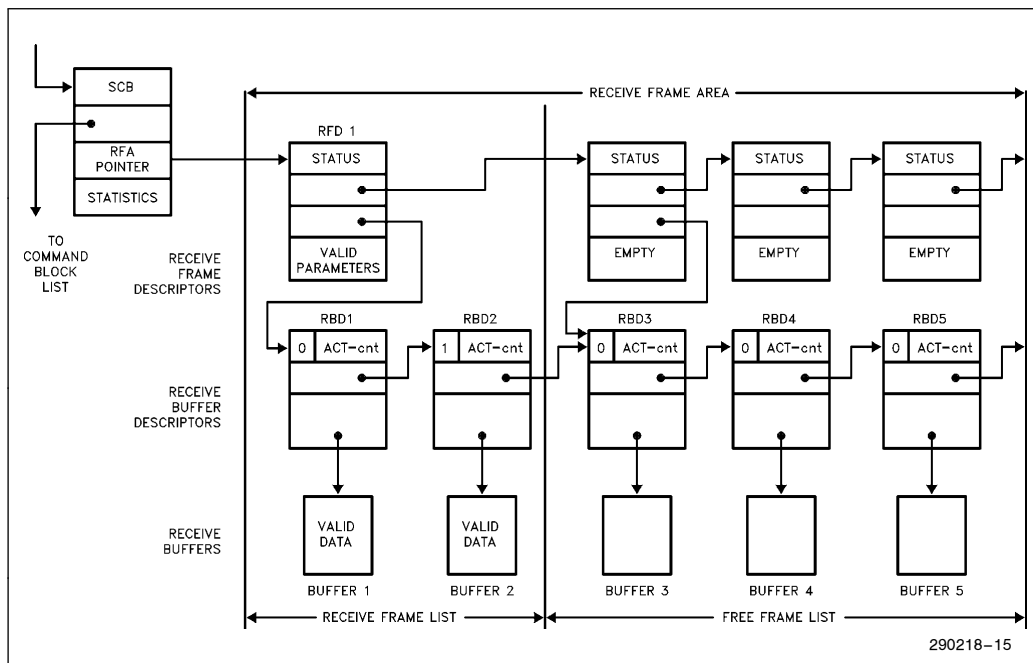 SCB
RFA
POINTER
STATISTICS
TO
COMMAND
BLOCK
LIST
RECEIVE FRAME AREA
RFD 1
STATUS
VALID
PARAMETERS
STATUS
EMPTY
STATUS
EMPTY
STATUS
EMPTY
RECEIVE
FRAME
DESCRIPTORS
RBD1
0 ACT-cnt
RBD2
1 ACT-cnt
RBD3
0 ACT-cnt
RBD4
0 ACT-cnt
RBD5
0 ACT-cnt
RECEIVE
BUFFER
DESCRIPTORS
RECEIVE
BUFFERS
VALID
DATA
VALID
DATA
BUFFER 1
BUFFER 2
BUFFER 3
BUFFER 4
BUFFER 5
RECEIVE FRAME LIST
FREE FRAME LIST
290218-15